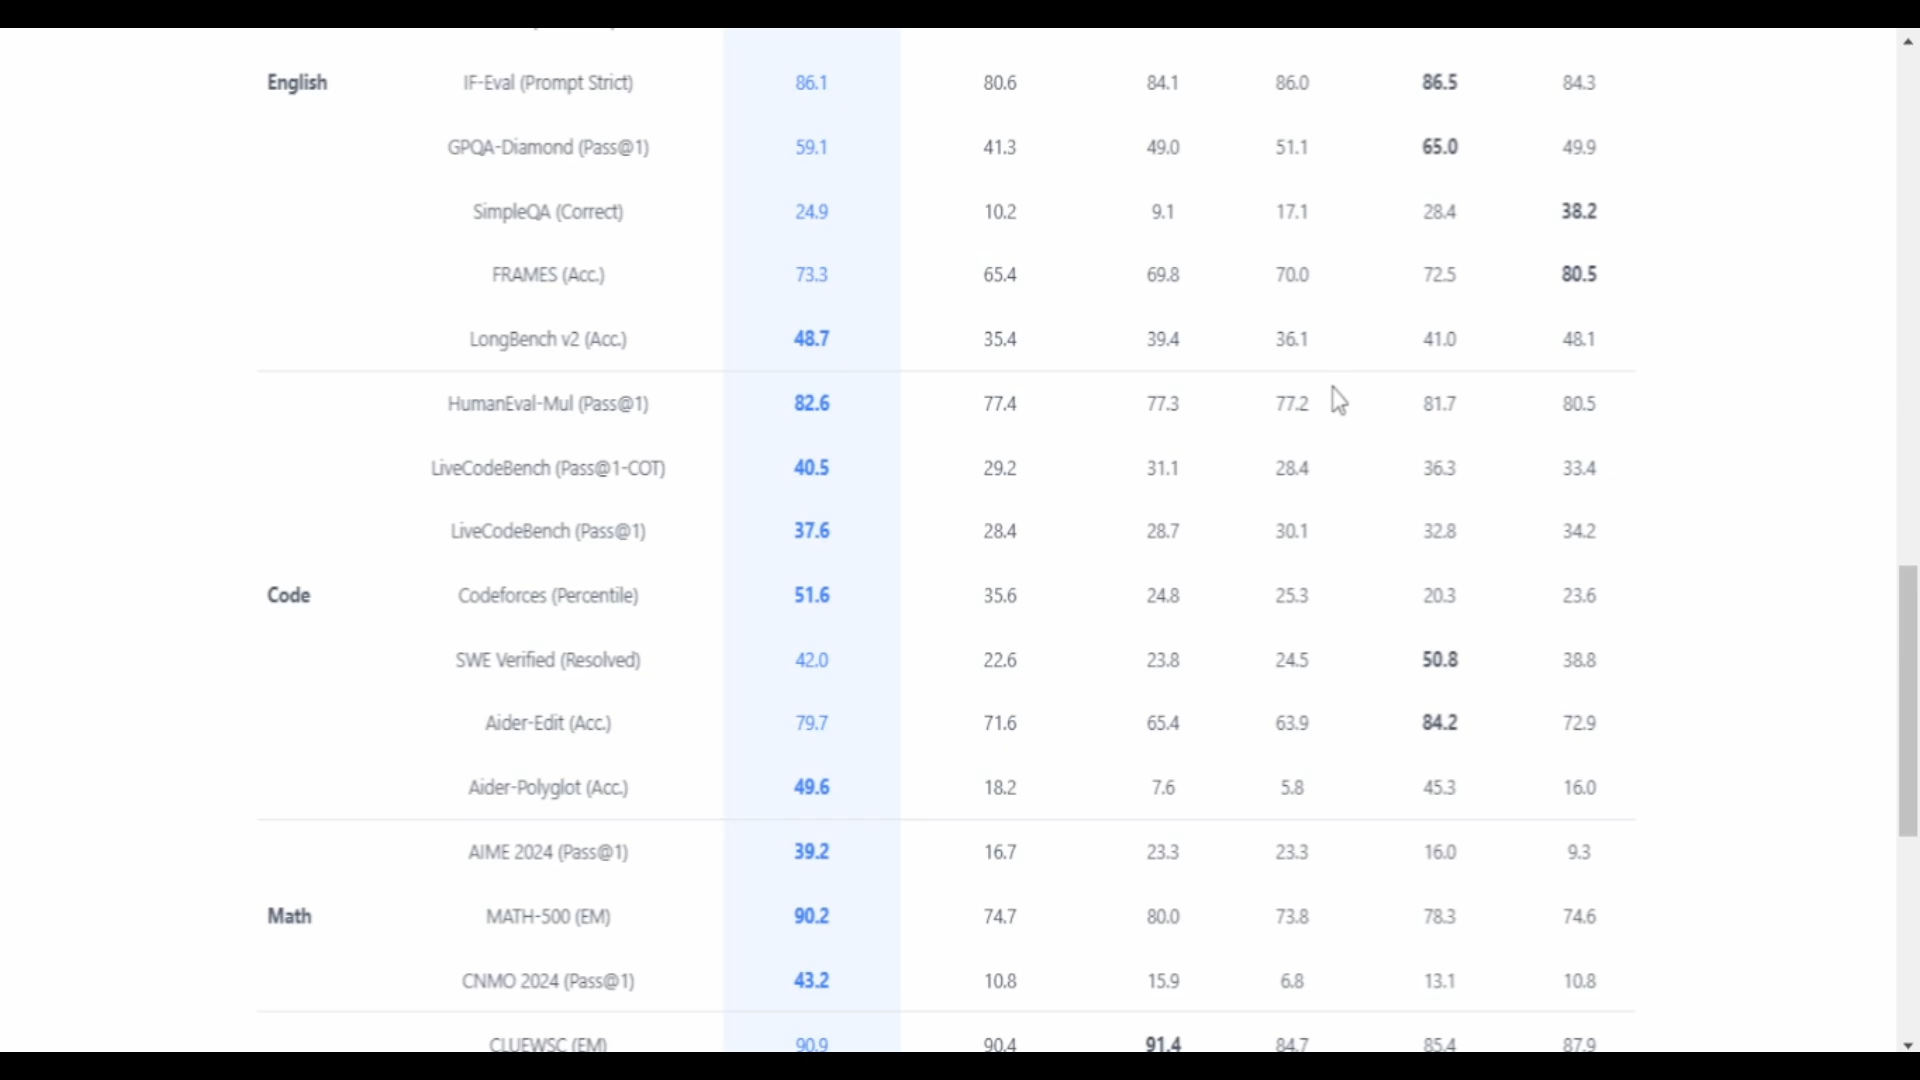 English IF-Eval (Prompt Strict) 86.1 80.6 84.1 86.0 86.5 84.3
GPQA-Diamond (Pass@1) 59.1 41.3 49.0 51.1 65.0 49.9
SimpleQA (Correct) 24.9 10.2 9.1 17.1 28.4 38.2
FRAMES (Acc.) 73.3 65.4 69.8 70.0 72.5 80.5
LongBench v2 (Acc.) 48.7 35.4 39.4 36.1 41.0 48.1
HumanEval-Mul (Pass@1) 82.6 77.4 77.3 77.2 81.7 80.5
LiveCodeBench (Pass@1-COT) 40.5 29.2 31.1 28.4 36.3 33.4
LiveCodeBench (Pass@1) 37.6 28.4 28.7 30.1 32.8 34.2
Code Codeforces (Percentile) 51.6 35.6 24.8 25.3 20.3 23.6
SWE Verified (Resolved) 42.0 22.6 23.8 24.5 50.8 38.8
Aider-Edit (Acc.) 79.7 71.6 65.4 63.9 84.2 72.9
Aider-Polyglot (Acc.) 49.6 18.2 7.6 5.8 45.3 16.0
AIME 2024 (Pass@1) 39.2 16.7 23.3 23.3 16.0 9.3
Math MATH-500 (EM) 90.2 74.7 80.0 73.8 78.3 74.6
CNMO 2024 (Pass@1) 43.2 10.8 15.9 6.8 13.1 10.8
CLUEWSC (EM) 90.9 90.4 91.4 84.7 85.4 87.9